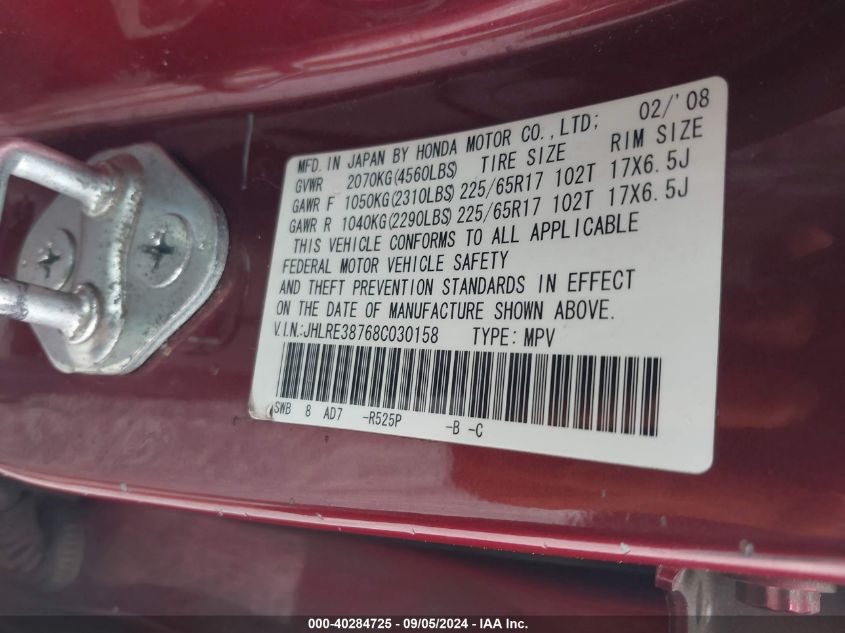 MFD. IN JAPAN BY HONDA MOTOR CO., LTD; 02/'08
GVWR 2070KG(4560LBS) TIRE SIZE RIM SIZE
GAWR F 1050KG(2310LBS) 225/65R17 102T 17X6.5J
GAWR R 1040KG(2290LBS) 225/65R17 102T 17X6.5J
THIS VEHICLE CONFORMS TO ALL APPLICABLE
FEDERAL MOTOR VEHICLE SAFETY
AND THEFT PREVENTION STANDARDS IN EFFECT
ON THE DATE OF MANUFACTURE SHOWN ABOVE.
V.I.N.:JHLRE38768C030158 TYPE: MPV
SWB 8 AD7 -R525P -B -C
000-40284725 - 09/05/2024 - IAA Inc.